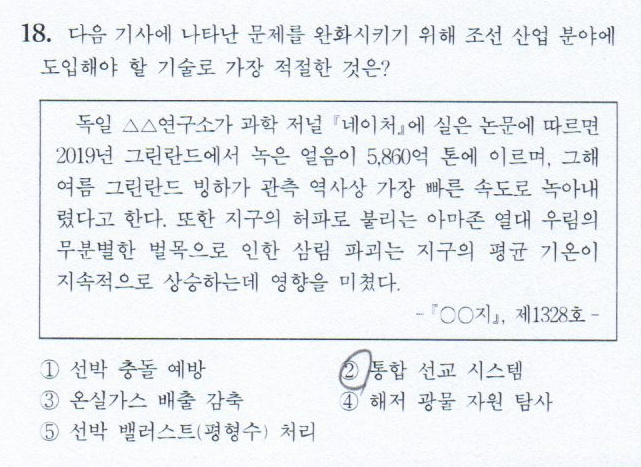 18. 다음 기사에 나타난 문제를 완화시키기 위해 조선 산업 분야에
도입해야 할 기술로 가장 적절한 것은?
독일 △△연구소가 과학 저널 『네이처』에 실은 논문에 따르면
2019년 그린란드에서 녹은 얼음이 5,860억 톤에 이르며, 그해
여름 그린란드 빙하가 관측 역사상 가장 빠른 속도로 녹아내
렸다고 한다. 또한 지구의 허파로 불리는 아마존 열대 우림의
무분별한 벌목으로 인한 삼림 파괴는 지구의 평균 기온이
지속적으로 상승하는데 영향을 미쳤다.
- 『○○지』, 제1328호 -
① 선박 충돌 예방 ② 통합 선교 시스템
③ 온실가스 배출 감축 ④ 해저 광물 자원 탐사
⑤ 선박 밸러스트(평형수) 처리